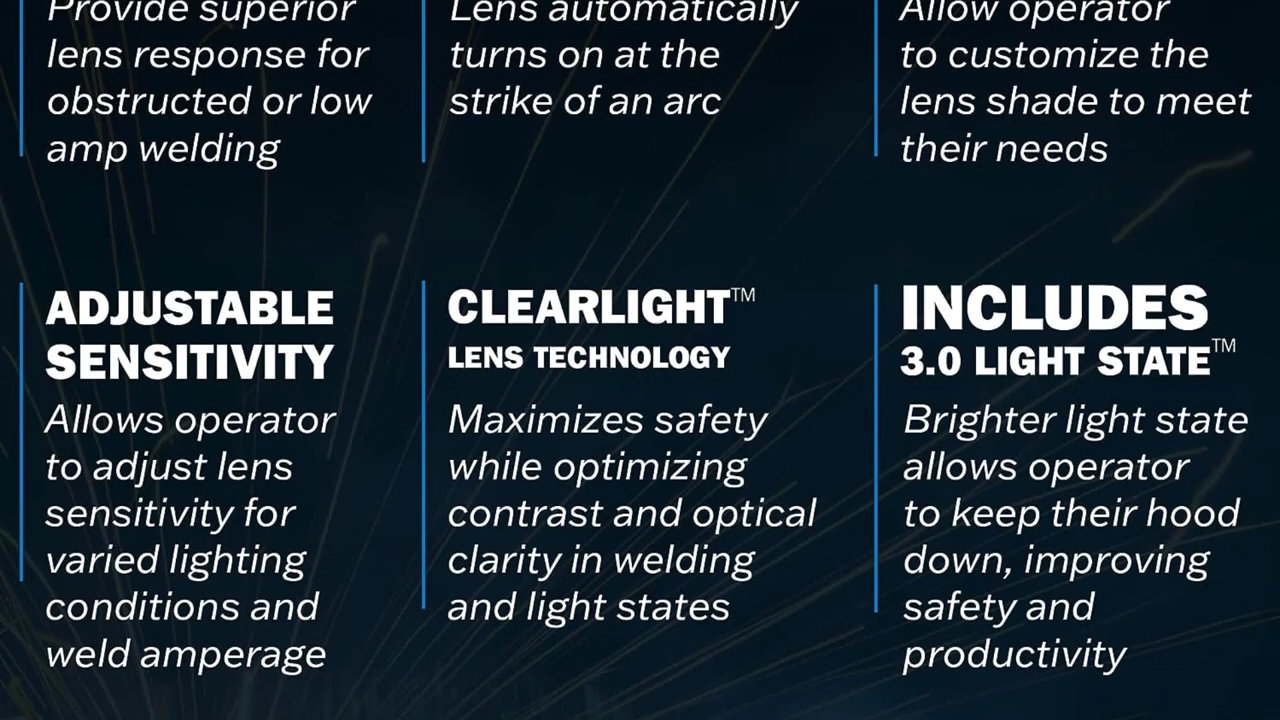 Provide superior
lens response for
obstructed or low
amp welding
Lens automatically
turns on at the
strike of an arc
Allow operator
to customize the
lens shade to meet
their needs
ADJUSTABLE
SENSITIVITY
Allows operator
to adjust lens
sensitivity for
varied lighting
conditions and
weld amperage
CLEARLIGHT™
LENS TECHNOLOGY
Maximizes safety
while optimizing
contrast and optical
clarity in welding
and light states
INCLUDES
3.0 LIGHT STATE™
Brighter light state
allows operator
to keep their hood
down, improving
safety and
productivity